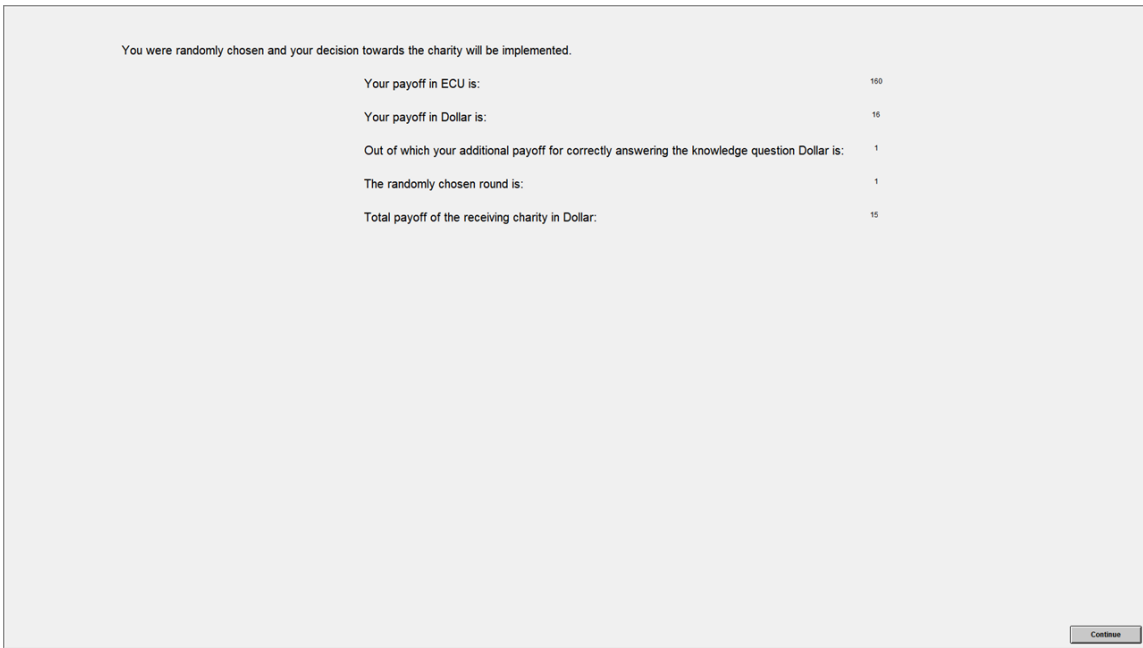 You were randomly chosen and your decision towards the charity will be implemented.
Your payoff in ECU is: 160
Your payoff in Dollar is: 16
Out of which your additional payoff for correctly answering the knowledge question Dollar is: 1
The randomly chosen round is: 1
Total payoff of the receiving charity in Dollar: 15
Continue